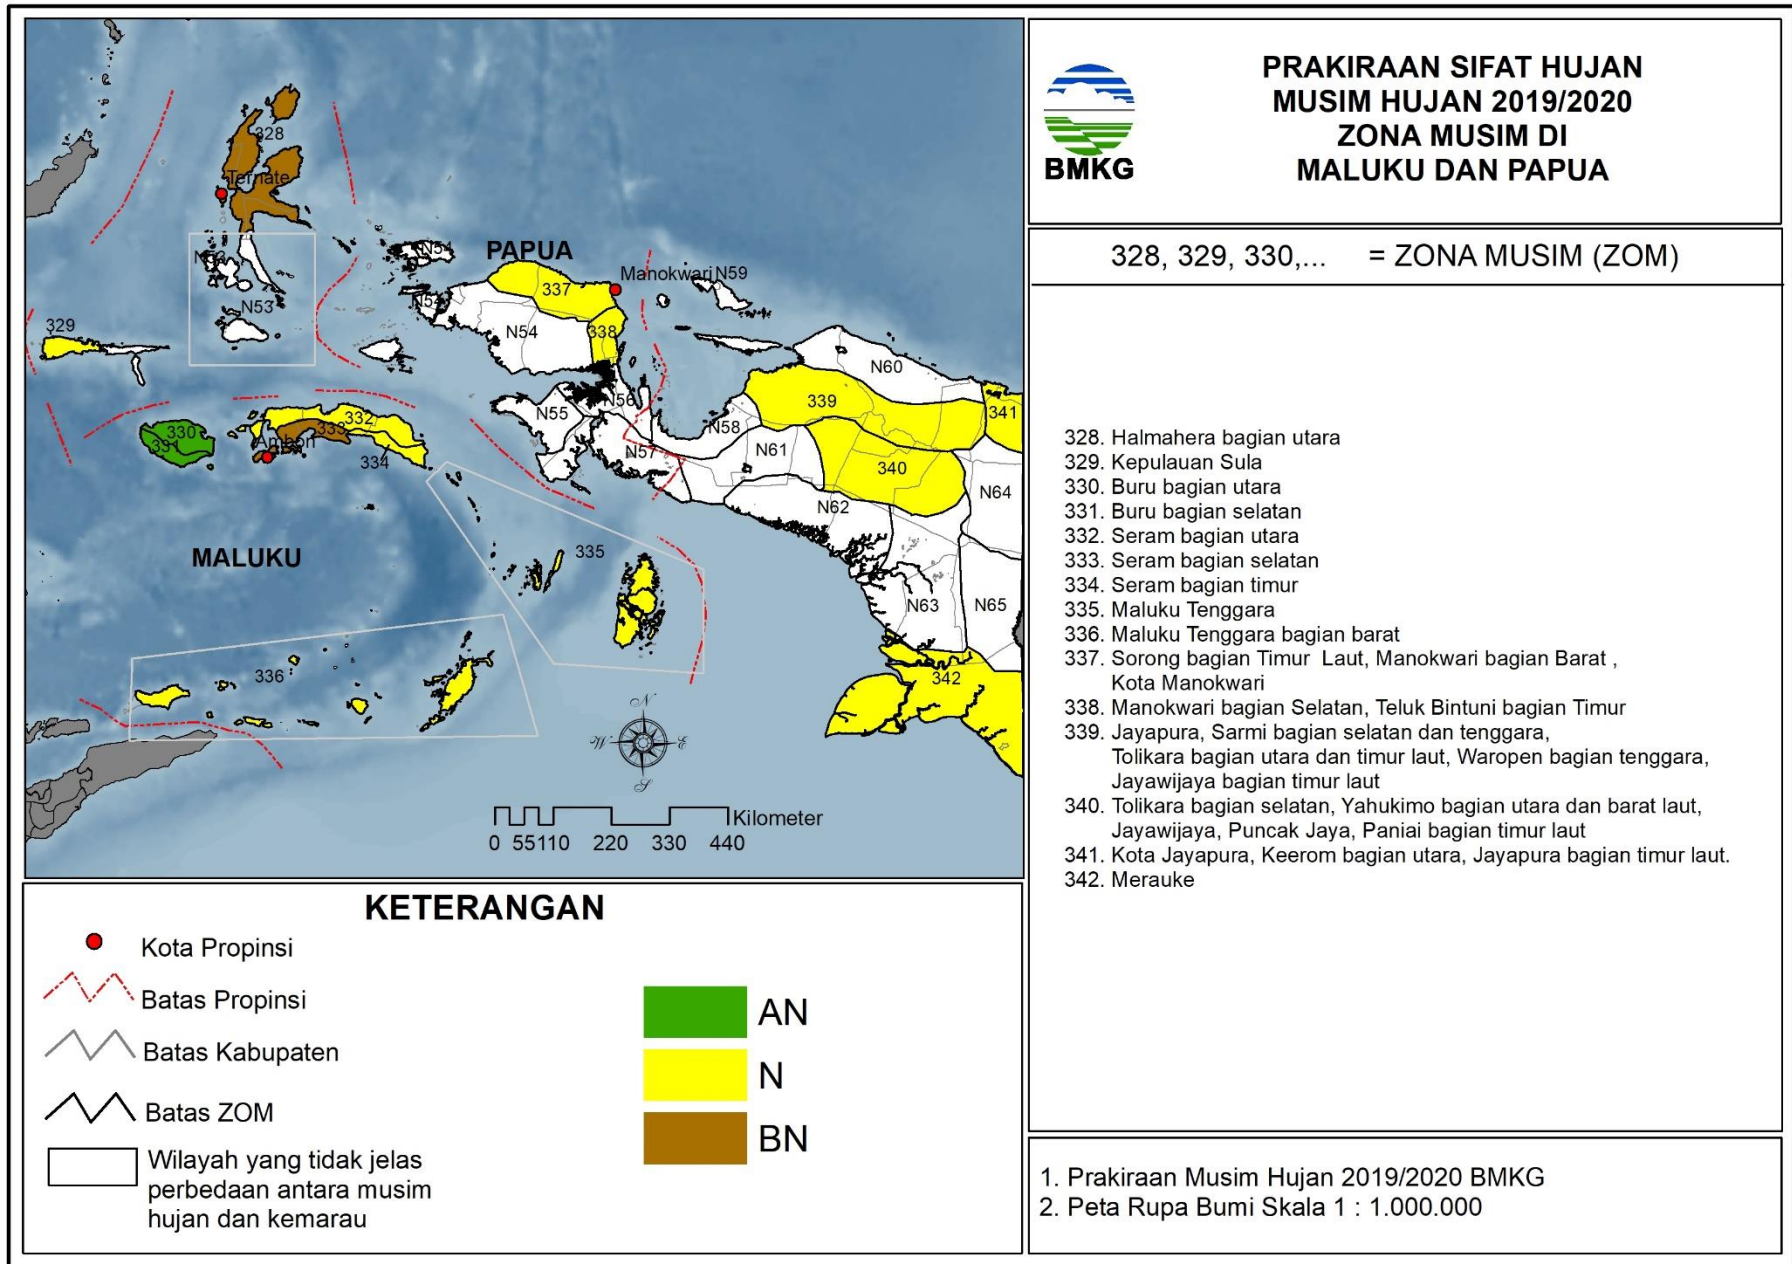 328
Ternate
N53
N53
329
N54
N54
PAPUA
337
Manokwari
N59
N54
338
N60
330
331
332
333
Ambon
334
N55
N56
N58
339
341
N57
N61
340
N64
N62
MALUKU
335
N63
N65
336
342
N
W
E
S
Kilometer
0 55 110 220 330 440
PRAKIRAAN SIFAT HUJAN
MUSIM HUJAN 2019/2020
ZONA MUSIM DI
MALUKU DAN PAPUA
BMKG
328, 329, 330,... = ZONA MUSIM (ZOM)
328. Halmahera bagian utara
329. Kepulauan Sula
330. Buru bagian utara
331. Buru bagian selatan
332. Seram bagian utara
333. Seram bagian selatan
334. Seram bagian timur
335. Maluku Tenggara
336. Maluku Tenggara bagian barat
337. Sorong bagian Timur Laut, Manokwari bagian Barat ,
Kota Manokwari
338. Manokwari bagian Selatan, Teluk Bintuni bagian Timur
339. Jayapura, Sarmi bagian selatan dan tenggara,
Tolikara bagian utara dan timur laut, Waropen bagian tenggara,
Jayawijaya bagian timur laut
340. Tolikara bagian selatan, Yahukimo bagian utara dan barat laut,
Jayawijaya, Puncak Jaya, Paniai bagian timur laut
341. Kota Jayapura, Keerom bagian utara, Jayapura bagian timur laut.
342. Merauke
KETERANGAN
Kota Propinsi
Batas Propinsi
Batas Kabupaten
Batas ZOM
Wilayah yang tidak jelas
perbedaan antara musim
hujan dan kemarau
AN
N
BN
1. Prakiraan Musim Hujan 2019/2020 BMKG
2. Peta Rupa Bumi Skala 1 : 1.000.000